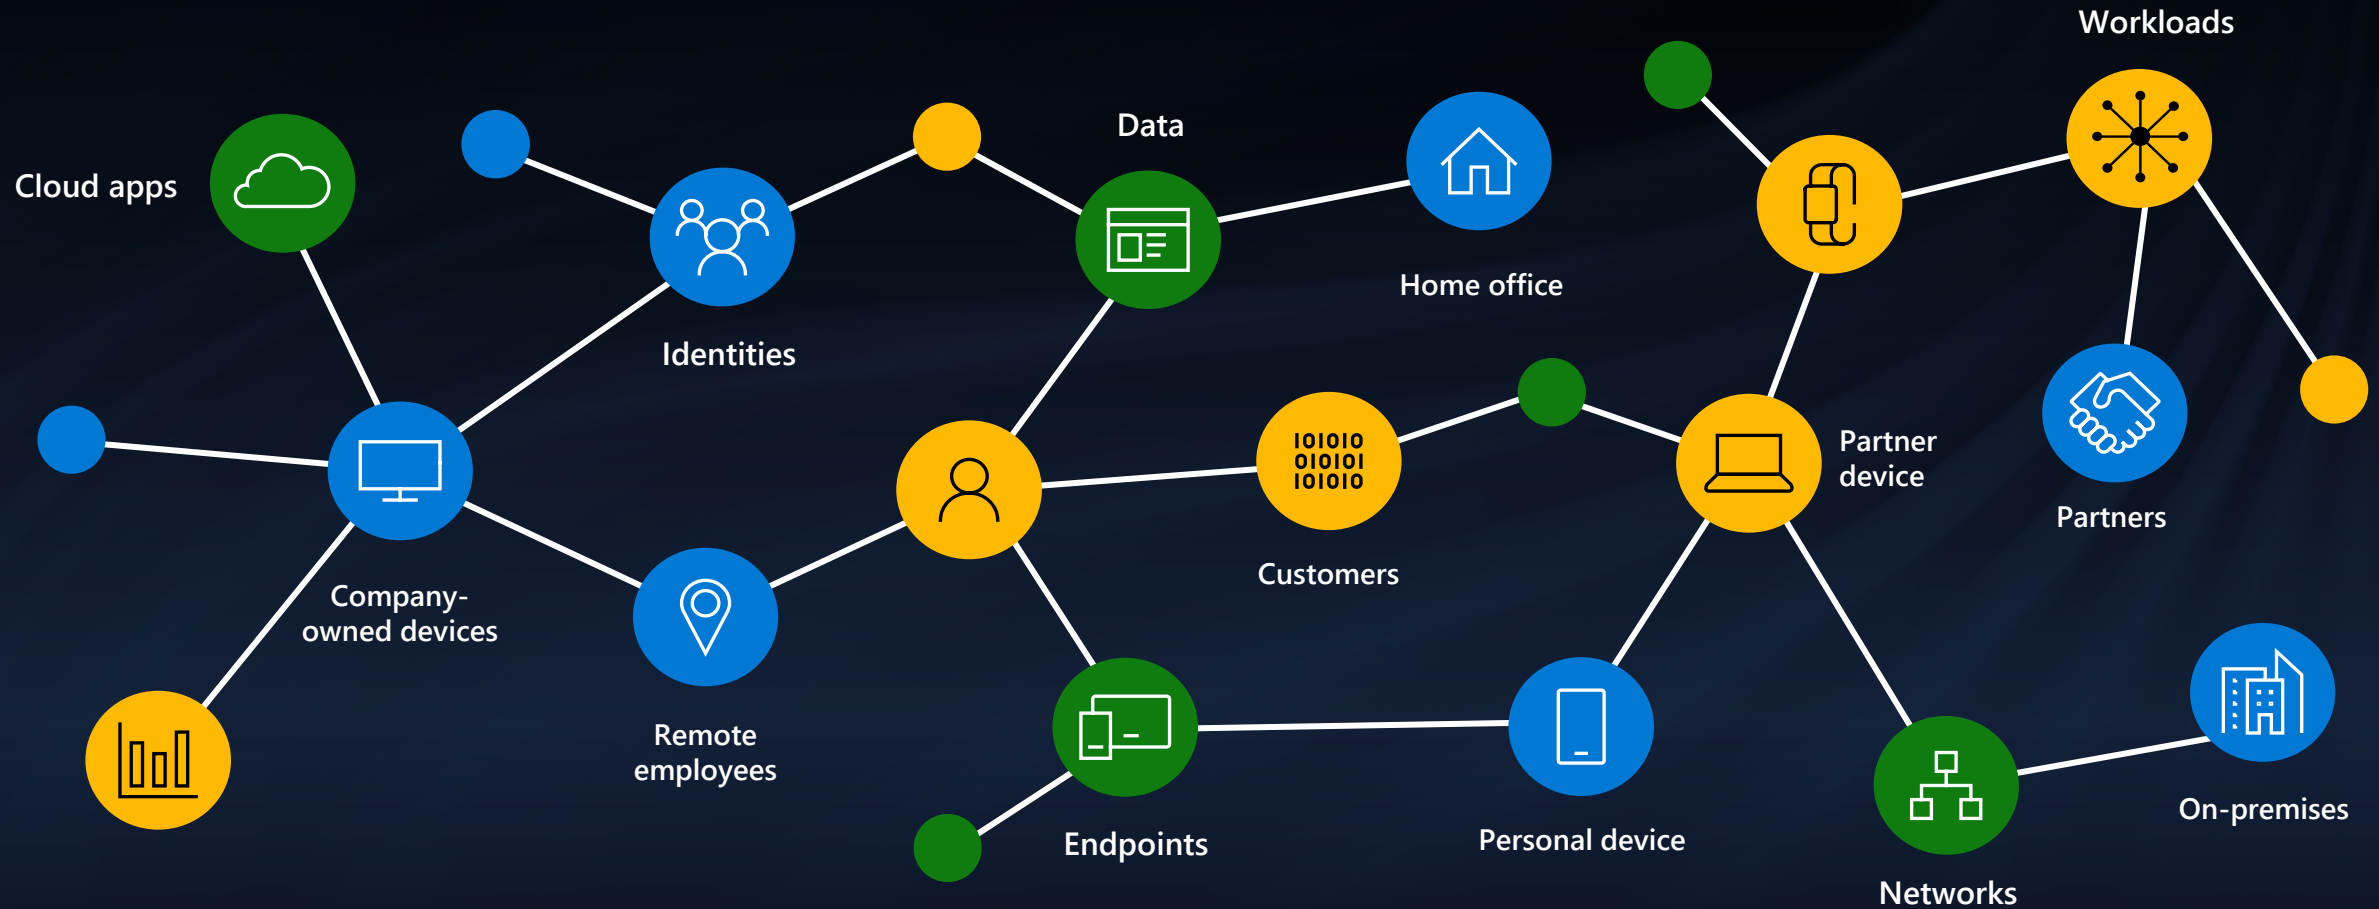 Workloads
Data
Cloud apps
Home office
Identities
Partner
device
Partners
Customers
101010
010101
101010
Company-
owned devices
Remote
employees
On-premises
Endpoints
Personal device
Networks